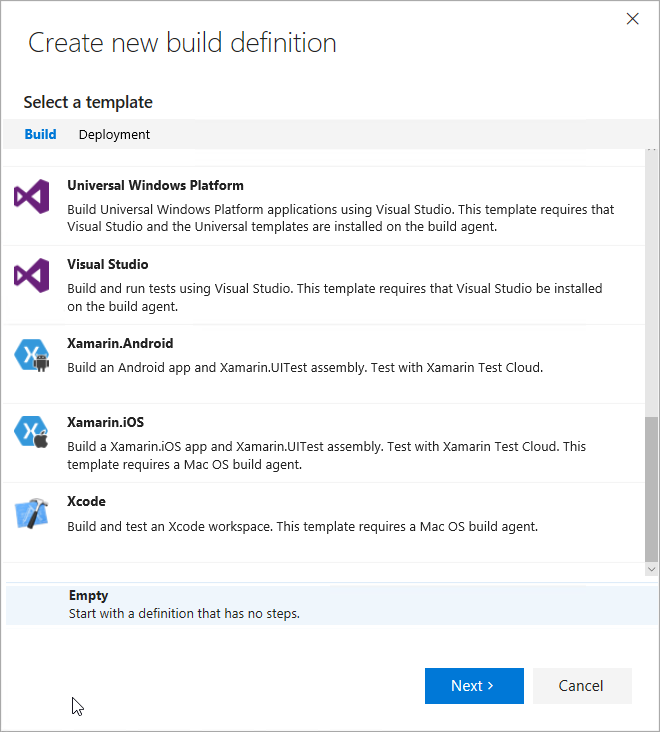 Create new build definition
Select a template
Build Deployment
Universal Windows Platform
Build Universal Windows Platform applications using Visual Studio. This template requires that
Visual Studio and the Universal templates are installed on the build agent.
Visual Studio
Build and run tests using Visual Studio. This template requires that Visual Studio be installed
on the build agent.
Xamarin.Android
Build an Android app and Xamarin.UITest assembly. Test with Xamarin Test Cloud.
Xamarin.iOS
Build a Xamarin.iOS app and Xamarin.UITest assembly. Test with Xamarin Test Cloud. This
template requires a Mac OS build agent.
Xcode
Build and test an Xcode workspace. This template requires a Mac OS build agent.
Empty
Start with a definition that has no steps.
Next > Cancel